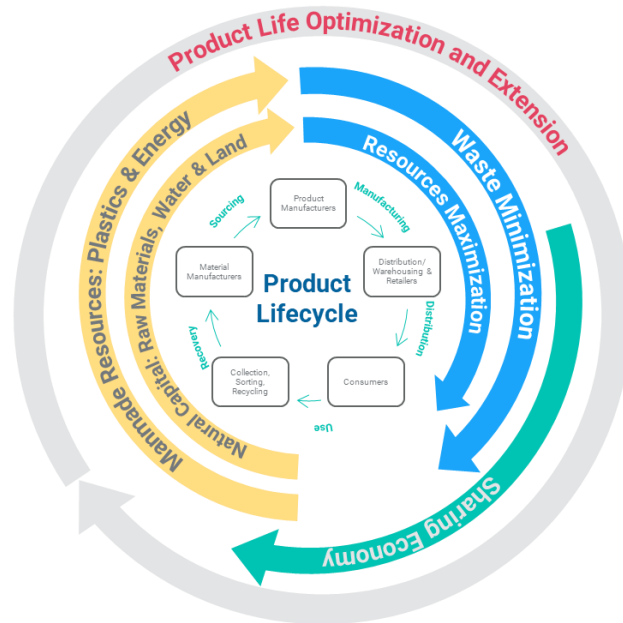 Product Life Optimization and Extension
Waste Minimization
Resources Maximization
Sharing Economy
Manmade Resources: Plastics & Energy
Natural Capital: Raw Materials, Water & Land
Product
Lifecycle
Product
Manufacturers
Manufacturing
Distribution/
Warehousing &
Retailers
Distribution
Consumers
Use
Collection,
Sorting,
Recycling
Recovery
Material
Manufacturers
Sourcing